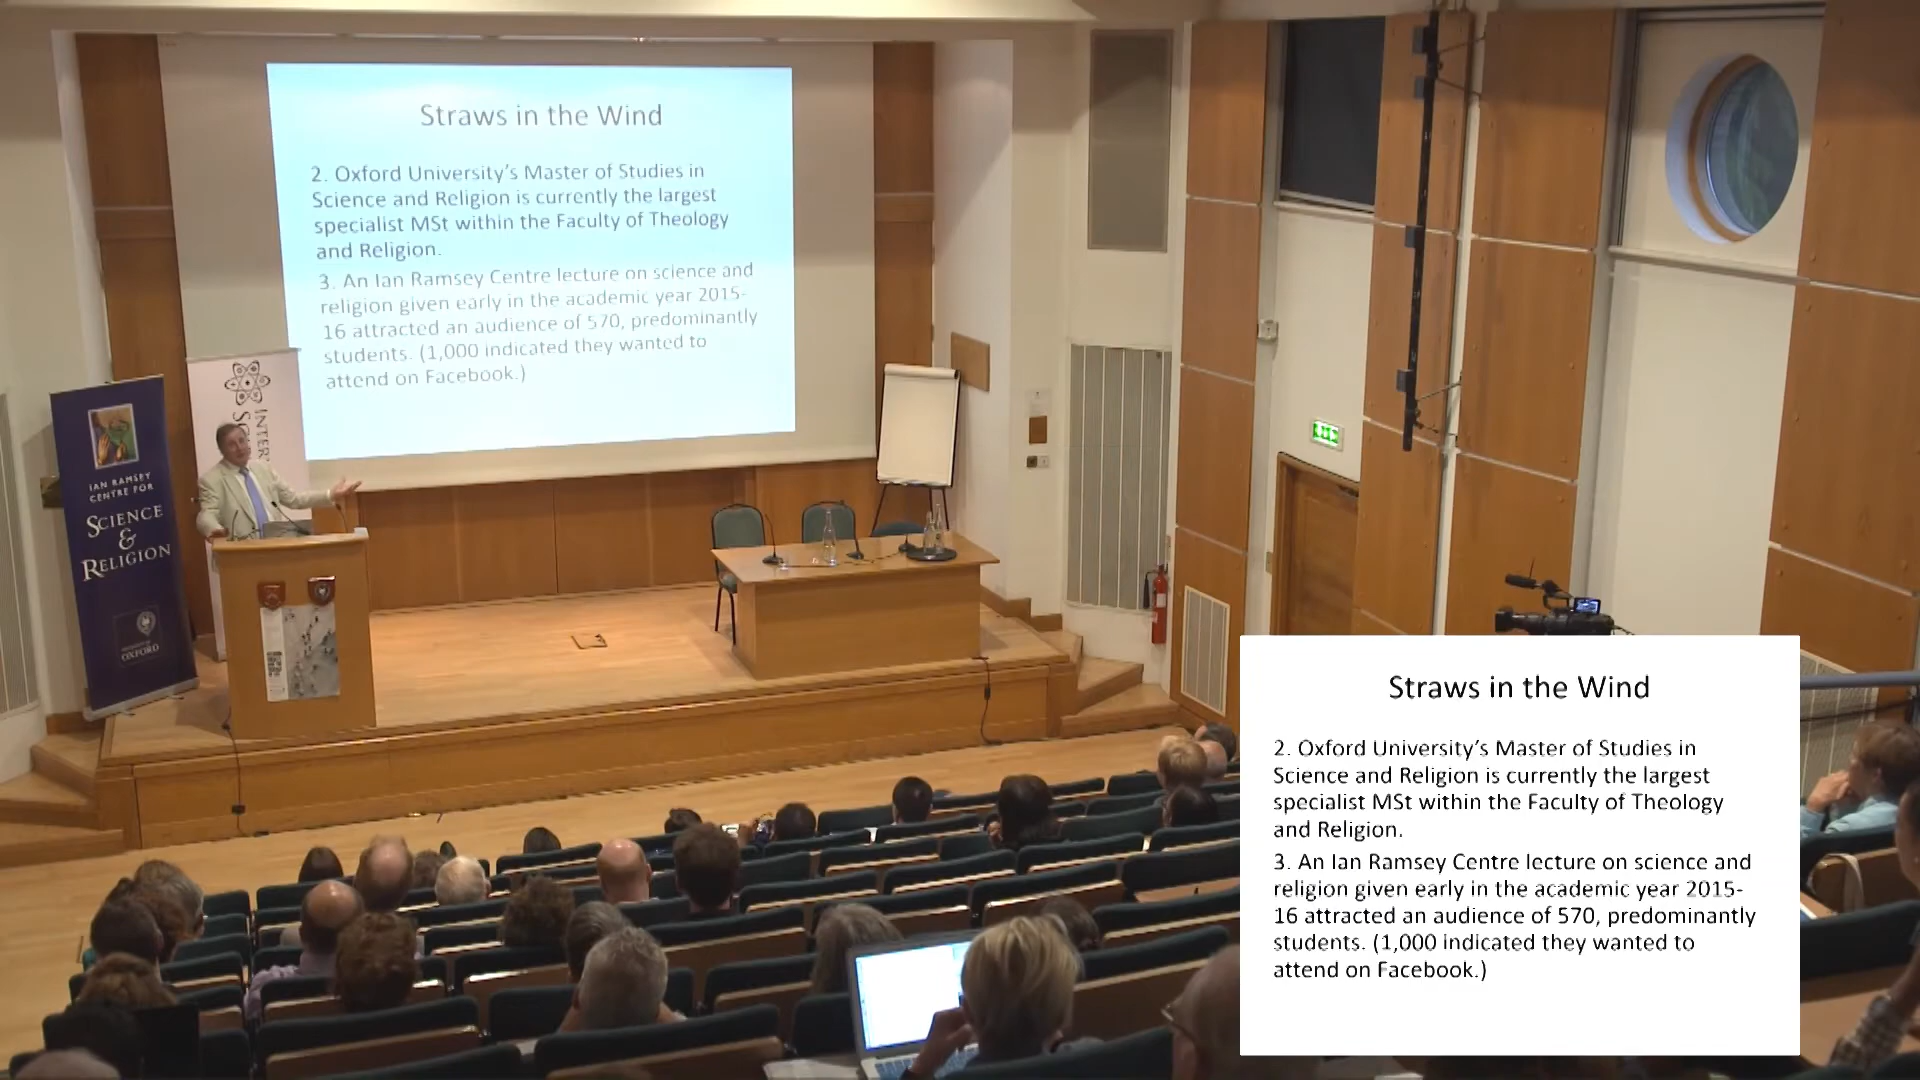 Straws in the Wind
2. Oxford University's Master of Studies in
Science and Religion is currently the largest
specialist MSt within the Faculty of Theology
and Religion.
3. An Ian Ramsey Centre lecture on science and
religion given early in the academic year 2015-
16 attracted an audience of 570, predominantly
students. (1,000 indicated they wanted to
attend on Facebook.)
INTER
SC
IAN RAMSEY
CENTRE FOR
SCIENCE
&
RELIGION
UNIVERSITY OF
OXFORD
Straws in the Wind
2. Oxford University's Master of Studies in
Science and Religion is currently the largest
specialist MSt within the Faculty of Theology
and Religion.
3. An Ian Ramsey Centre lecture on science and
religion given early in the academic year 2015-
16 attracted an audience of 570, predominantly
students. (1,000 indicated they wanted to
attend on Facebook.)